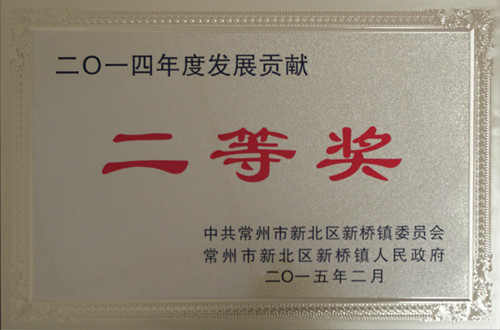 二〇一四年度发展贡献
二等奖
中共常州市新北区新桥镇委员会
常州市新北区新桥镇人民政府
二〇一五年二月